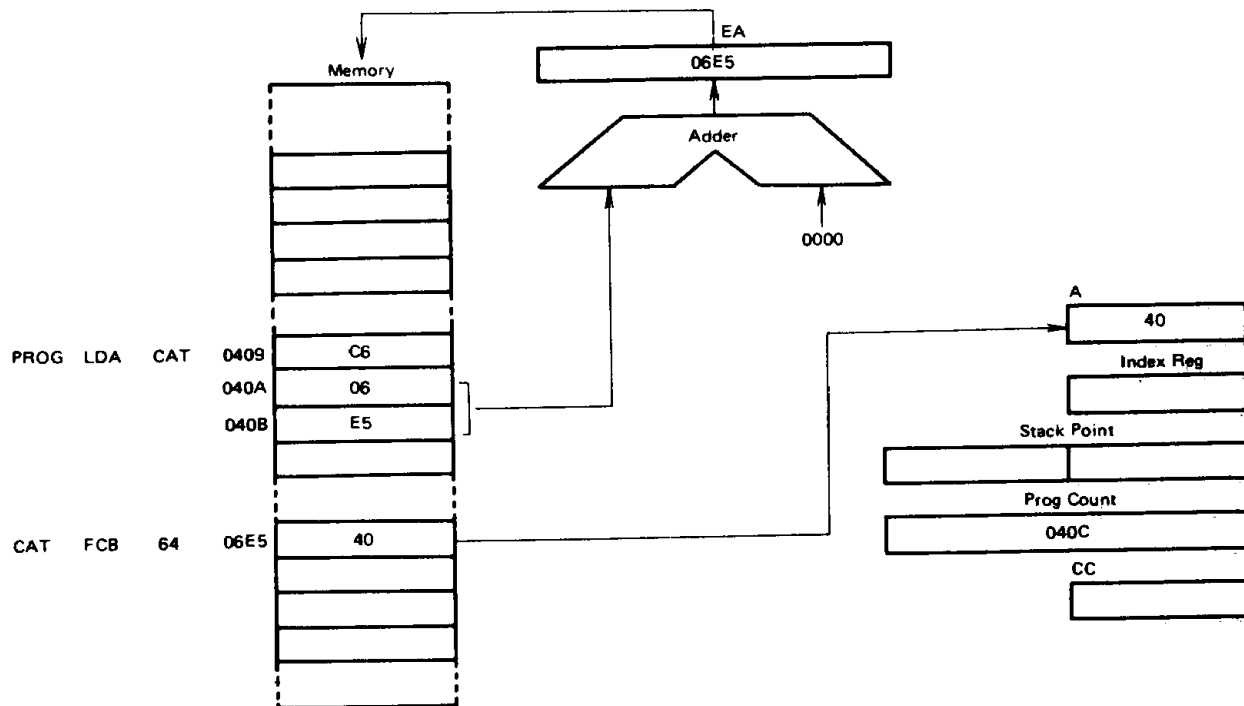 EA
06E5
Memory
Adder
0000
A
40
PROG LDA CAT 0409 C6
Index Reg
040A 06
040B E5
Stack Point
Prog Count
040C
CAT FCB 64 06E5 40
CC